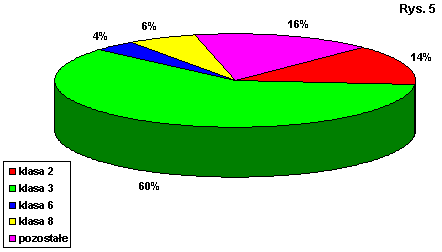 Rys. 5
16%
6%
4%
14%
60%
klasa 2
klasa 3
klasa 6
klasa 8
pozostałe